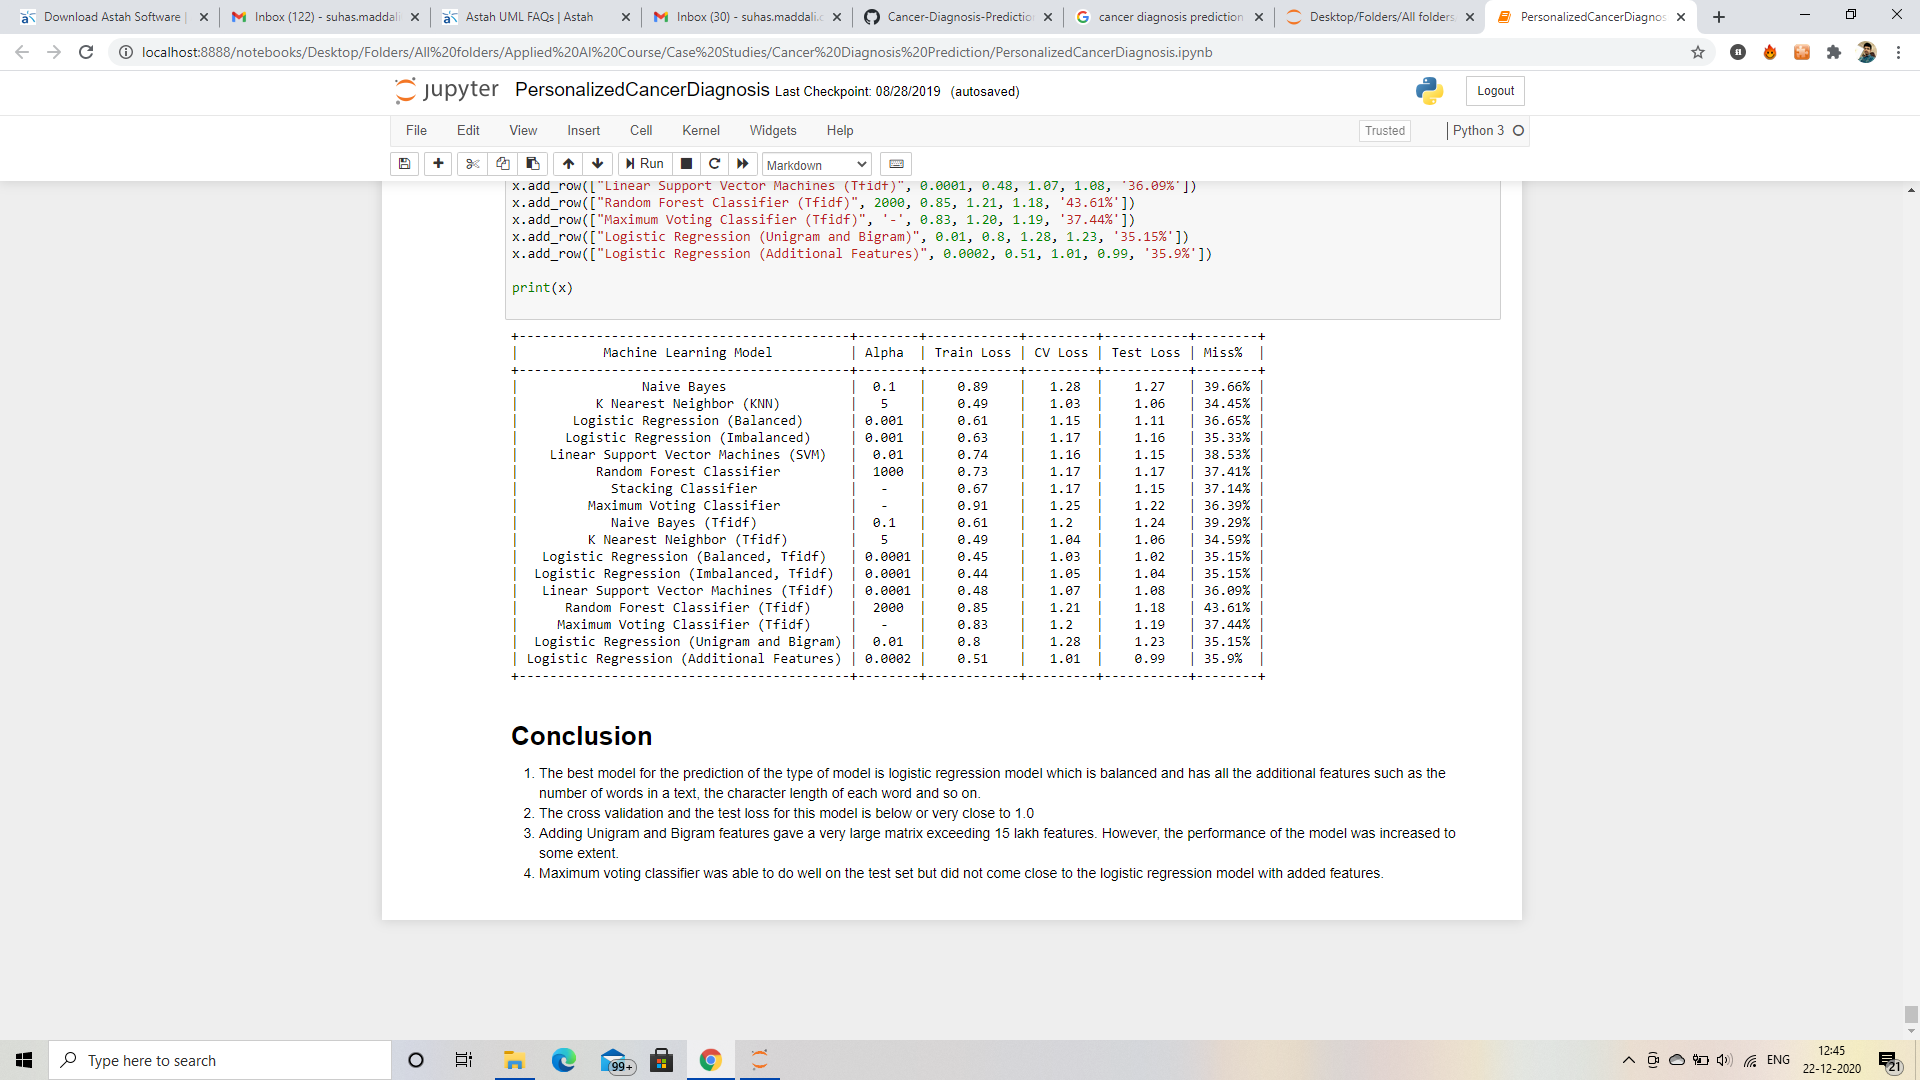 Download Astah Software
Inbox (122) - suhas.maddali
Astah UML FAQs | Astah
Inbox (30) - suhas.maddali.c
Cancer-Diagnosis-Predictio
cancer diagnosis prediction
Desktop/Folders/All folders
PersonalizedCancerDiagnos
localhost:8888/notebooks/Desktop/Folders/All%20folders/Applied%20AI%20Course/Case%20Studies/Cancer%20Diagnosis%20Prediction/PersonalizedCancerDiagnosis.ipynb
jupyter PersonalizedCancerDiagnosis Last Checkpoint: 08/28/2019 (autosaved) Logout
File Edit View Insert Cell Kernel Widgets Help Trusted | Python 3
Run Markdown
x.add_row(["Linear Support Vector Machines (Tfidf)", 0.0001, 0.48, 1.07, 1.08, '36.09%'])
x.add_row(["Random Forest Classifier (Tfidf)", 2000, 0.85, 1.21, 1.18, '43.61%'])
x.add_row(["Maximum Voting Classifier (Tfidf)", '-', 0.83, 1.20, 1.19, '37.44%'])
x.add_row(["Logistic Regression (Unigram and Bigram)", 0.01, 0.8, 1.28, 1.23, '35.15%'])
x.add_row(["Logistic Regression (Additional Features)", 0.0002, 0.51, 1.01, 0.99, '35.9%'])
print(x)
+-------------------------------------------+--------+------------+---------+-----------+--------+
| Machine Learning Model | Alpha | Train Loss | CV Loss | Test Loss | Miss% |
+-------------------------------------------+--------+------------+---------+-----------+--------+
| Naive Bayes | 0.1 | 0.89 | 1.28 | 1.27 | 39.66% |
| K Nearest Neighbor (KNN) | 5 | 0.49 | 1.03 | 1.06 | 34.45% |
| Logistic Regression (Balanced) | 0.001 | 0.61 | 1.15 | 1.11 | 36.65% |
| Logistic Regression (Imbalanced) | 0.001 | 0.63 | 1.17 | 1.16 | 35.33% |
| Linear Support Vector Machines (SVM) | 0.01 | 0.74 | 1.16 | 1.15 | 38.53% |
| Random Forest Classifier | 1000 | 0.73 | 1.17 | 1.17 | 37.41% |
| Stacking Classifier | - | 0.67 | 1.17 | 1.15 | 37.14% |
| Maximum Voting Classifier | - | 0.91 | 1.25 | 1.22 | 36.39% |
| Naive Bayes (Tfidf) | 0.1 | 0.61 | 1.2 | 1.24 | 39.29% |
| K Nearest Neighbor (Tfidf) | 5 | 0.49 | 1.04 | 1.06 | 34.59% |
| Logistic Regression (Balanced, Tfidf) | 0.0001 | 0.45 | 1.03 | 1.02 | 35.15% |
| Logistic Regression (Imbalanced, Tfidf) | 0.0001 | 0.44 | 1.05 | 1.04 | 35.15% |
| Linear Support Vector Machines (Tfidf) | 0.0001 | 0.48 | 1.07 | 1.08 | 36.09% |
| Random Forest Classifier (Tfidf) | 2000 | 0.85 | 1.21 | 1.18 | 43.61% |
| Maximum Voting Classifier (Tfidf) | - | 0.83 | 1.2 | 1.19 | 37.44% |
| Logistic Regression (Unigram and Bigram) | 0.01 | 0.8 | 1.28 | 1.23 | 35.15% |
| Logistic Regression (Additional Features) | 0.0002 | 0.51 | 1.01 | 0.99 | 35.9% |
+-------------------------------------------+--------+------------+---------+-----------+--------+
Conclusion
1. The best model for the prediction of the type of model is logistic regression model which is balanced and has all the additional features such as the
number of words in a text, the character length of each word and so on.
2. The cross validation and the test loss for this model is below or very close to 1.0
3. Adding Unigram and Bigram features gave a very large matrix exceeding 15 lakh features. However, the performance of the model was increased to
some extent.
4. Maximum voting classifier was able to do well on the test set but did not come close to the logistic regression model with added features.
Type here to search
99+
ENG
12:45
22-12-2020
21